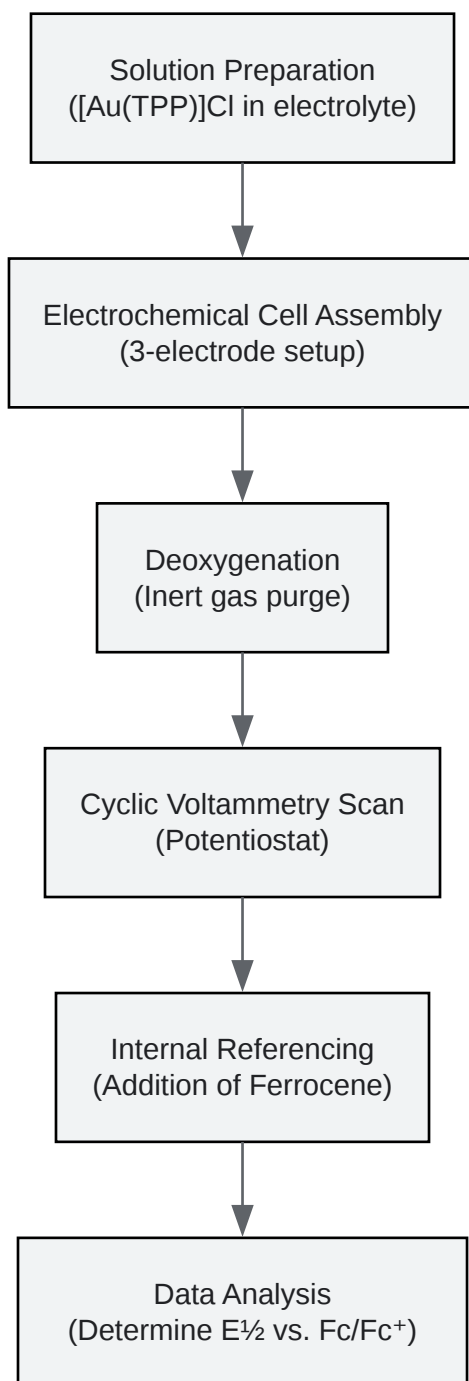 Solution Preparation
([Au(TPP)]Cl in electrolyte)
Electrochemical Cell Assembly
(3-electrode setup)
Deoxygenation
(Inert gas purge)
Cyclic Voltammetry Scan
(Potentiostat)
Internal Referencing
(Addition of Ferrocene)
Data Analysis
(Determine E½ vs. Fc/Fc⁺)